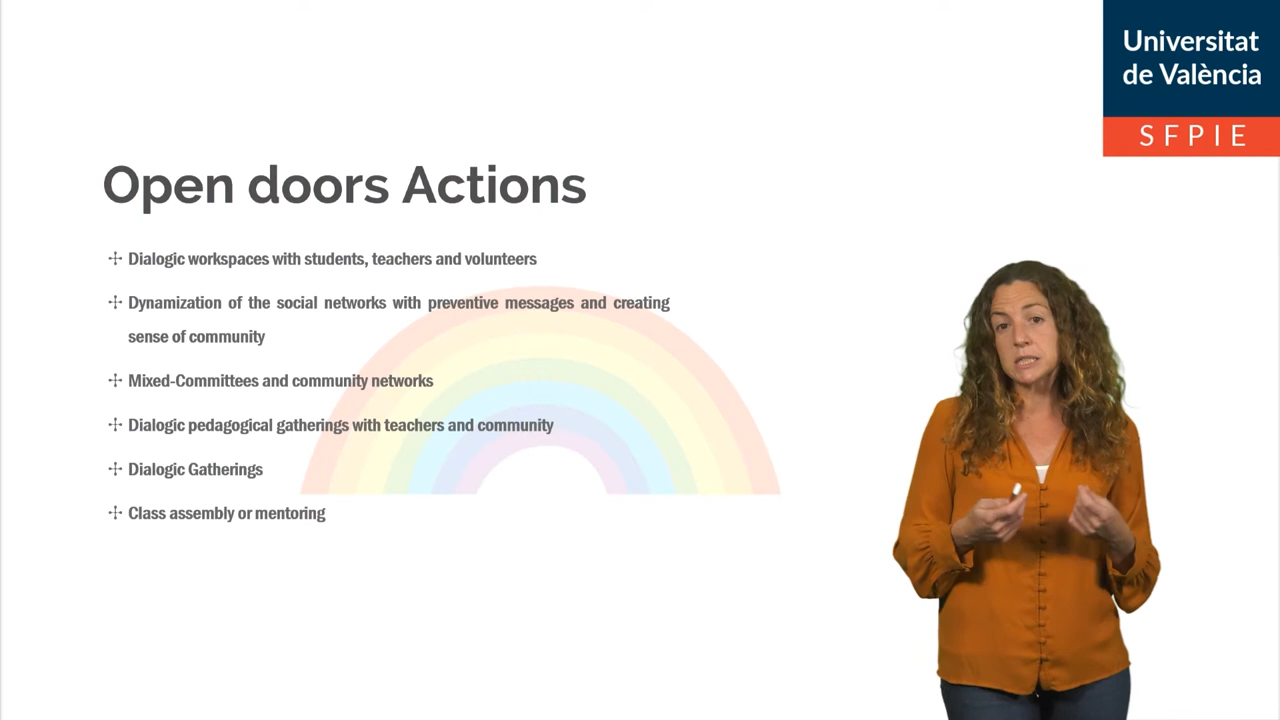 Universitat
de València
SFPIE
Open doors Actions
Dialogic workspaces with students, teachers and volunteers
Dynamization of the social networks with preventive messages and creating
sense of community
Mixed-Committees and community networks
Dialogic pedagogical gatherings with teachers and community
Dialogic Gatherings
Class assembly or mentoring